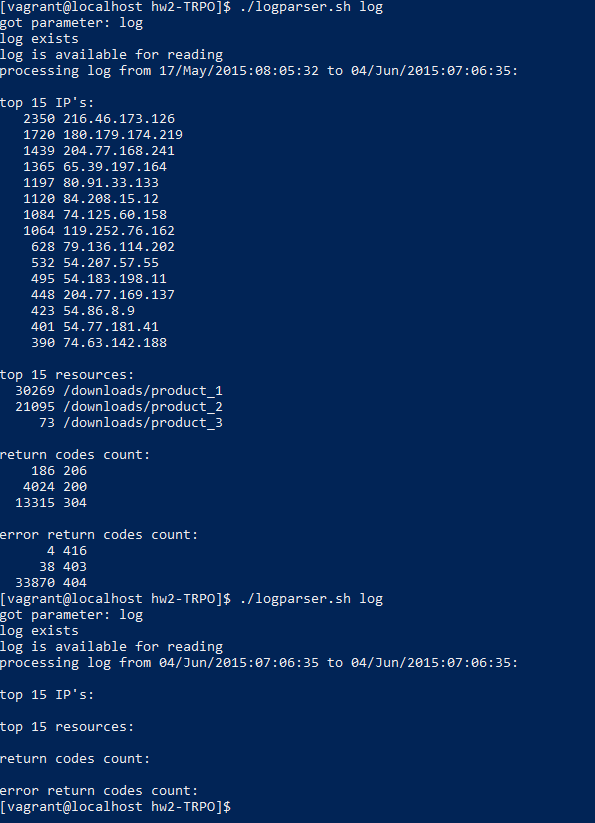 [vagrant@localhost hw2-TRPO]$ ./logparser.sh log
got parameter: log
log exists
log is available for reading
processing log from 17/May/2015:08:05:32 to 04/Jun/2015:07:06:35:

top 15 IP's:
   2350 216.46.173.126
   1720 180.179.174.219
   1439 204.77.168.241
   1365 65.39.197.164
   1197 80.91.33.133
   1120 84.208.15.12
   1084 74.125.60.158
   1064 119.252.76.162
    628 79.136.114.202
    532 54.207.57.55
    495 54.183.198.11
    448 204.77.169.137
    423 54.86.8.9
    401 54.77.181.41
    390 74.63.142.188

top 15 resources:
  30269 /downloads/product_1
  21095 /downloads/product_2
     73 /downloads/product_3

return codes count:
    186 206
   4024 200
  13315 304

error return codes count:
      4 416
     38 403
  33870 404
[vagrant@localhost hw2-TRPO]$ ./logparser.sh log
got parameter: log
log exists
log is available for reading
processing log from 04/Jun/2015:07:06:35 to 04/Jun/2015:07:06:35:

top 15 IP's:

top 15 resources:

return codes count:

error return codes count:
[vagrant@localhost hw2-TRPO]$